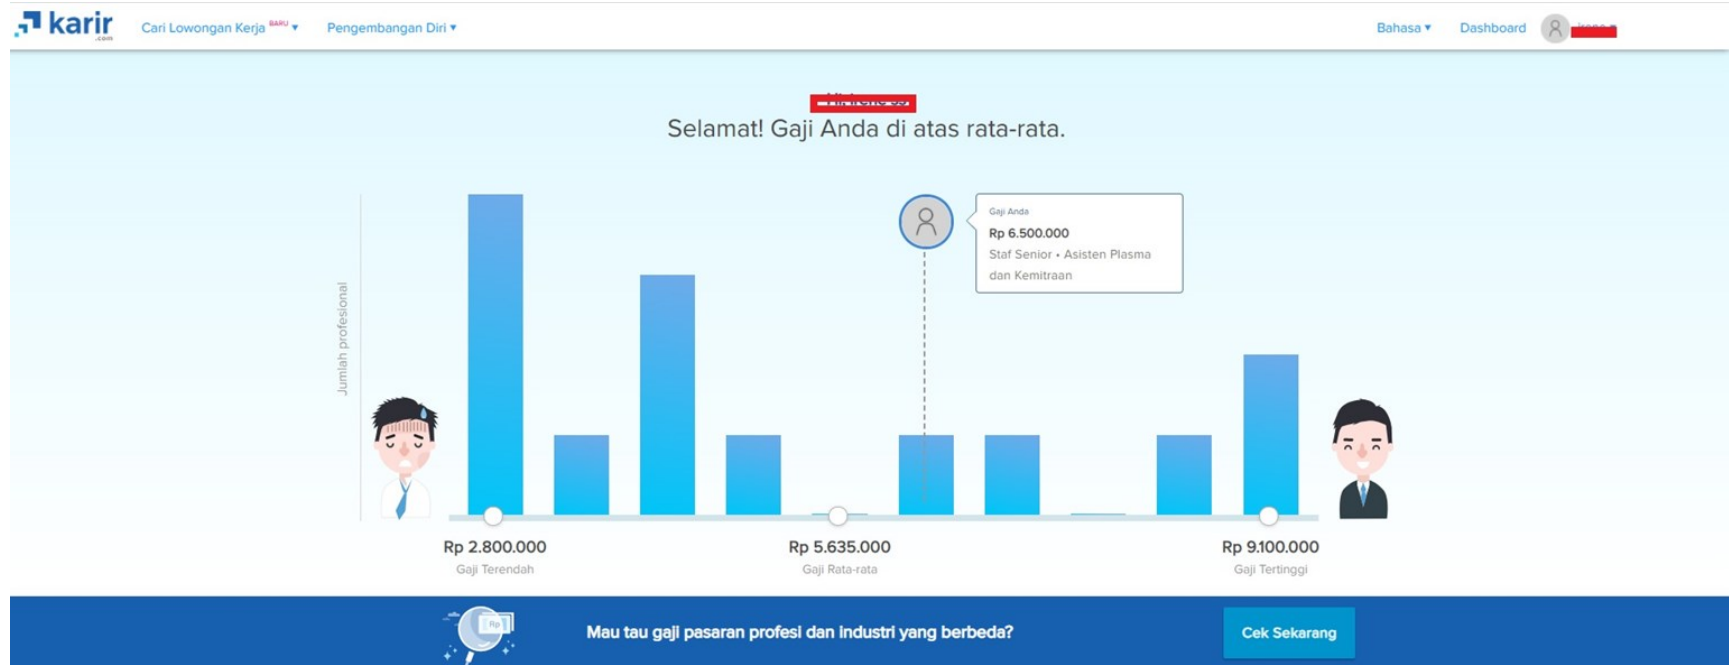 karir
.com
Cari Lowongan Kerja BARU
Pengembangan Diri
Bahasa
Dashboard
Selamat! Gaji Anda di atas rata-rata.
Jumlah profesional
Gaji Anda
Rp 6.500.000
Staf Senior • Asisten Plasma
dan Kemitraan
Rp 2.800.000
Gaji Terendah
Rp 5.635.000
Gaji Rata-rata
Rp 9.100.000
Gaji Tertinggi
Rp
Mau tau gaji pasaran profesi dan industri yang berbeda?
Cek Sekarang